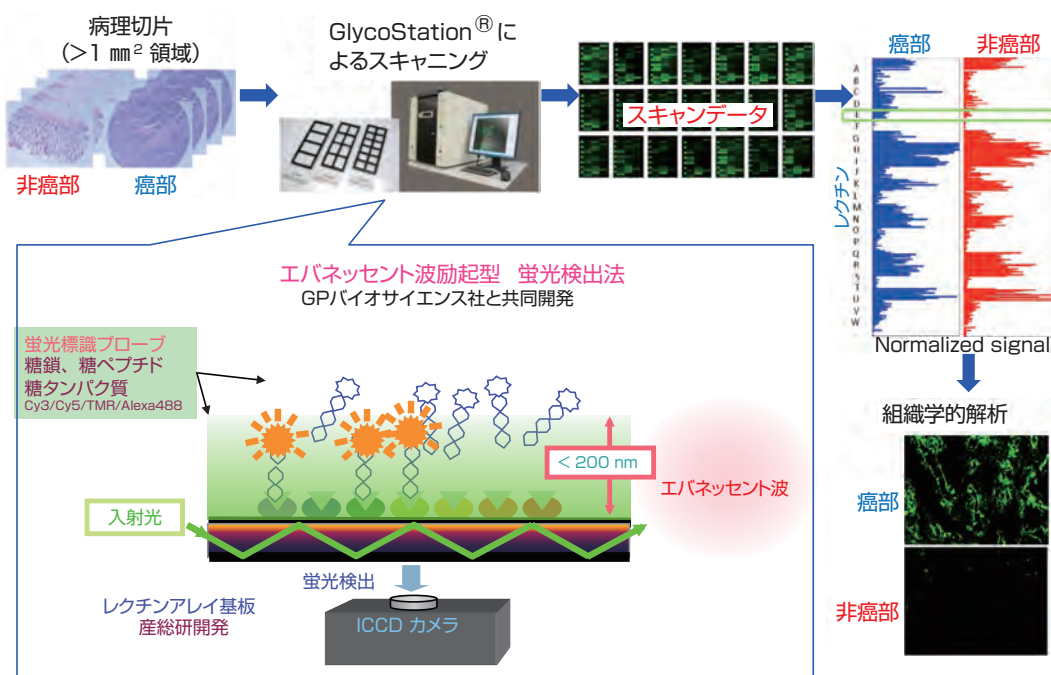 病理切片
（>1 mm² 領域）
非癌部
癌部
GlycoStation® に
よるスキャニング
スキャンデータ
癌部
非癌部
レクチン
A
B
C
D
E
F
G
H
I
J
K
L
M
N
O
P
Q
R
S
T
U
V
W
Normalized signal
組織学的解析
癌部
非癌部
エバネッセント波励起型 蛍光検出法
GPバイオサイエンス社と共同開発
蛍光標識プローブ
糖鎖、糖ペプチド
糖タンパク質
Cy3/Cy5/TMR/Alexa488
< 200 nm
エバネッセント波
入射光
蛍光検出
レクチンアレイ基板
産総研開発
ICCD カメラ